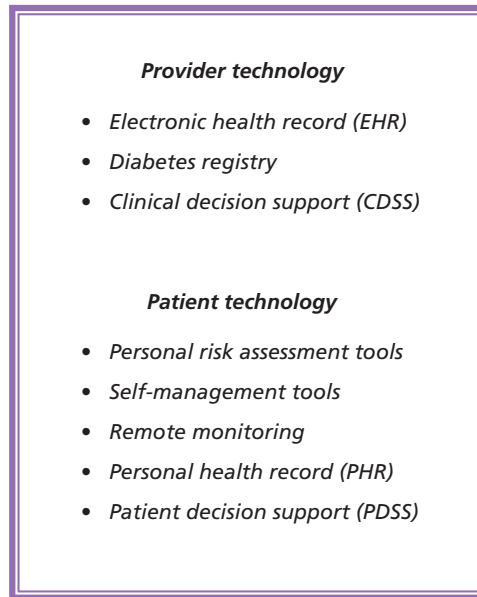 Provider technology
• Electronic health record (EHR)
• Diabetes registry
• Clinical decision support (CDSS)
Patient technology
• Personal risk assessment tools
• Self-management tools
• Remote monitoring
• Personal health record (PHR)
• Patient decision support (PDSS)